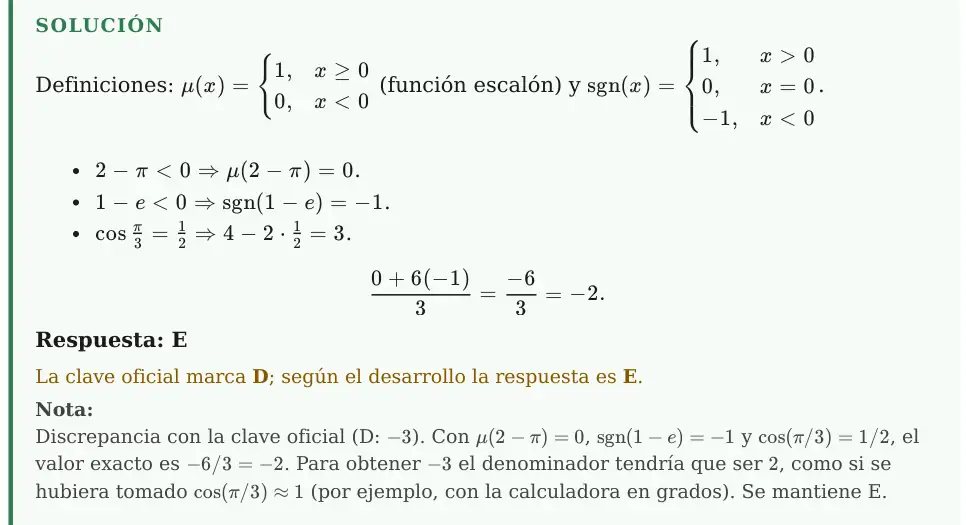 SOLUCIÓN
Definiciones: μ(x) = {1, x ≥ 0; 0, x < 0 (función escalón) y sgn(x) = {1, x > 0; 0, x = 0; −1, x < 0.
• 2 − π < 0 ⇒ μ(2 − π) = 0.
• 1 − e < 0 ⇒ sgn(1 − e) = −1.
• cos π/3 = 1/2 ⇒ 4 − 2 · 1/2 = 3.
(0 + 6(−1))/3 = −6/3 = −2.
Respuesta: E
La clave oficial marca D; según el desarrollo la respuesta es E.
Nota:
Discrepancia con la clave oficial (D: −3). Con μ(2 − π) = 0, sgn(1 − e) = −1 y cos(π/3) = 1/2, el
valor exacto es −6/3 = −2. Para obtener −3 el denominador tendría que ser 2, como si se
hubiera tomado cos(π/3) ≈ 1 (por ejemplo, con la calculadora en grados). Se mantiene E.